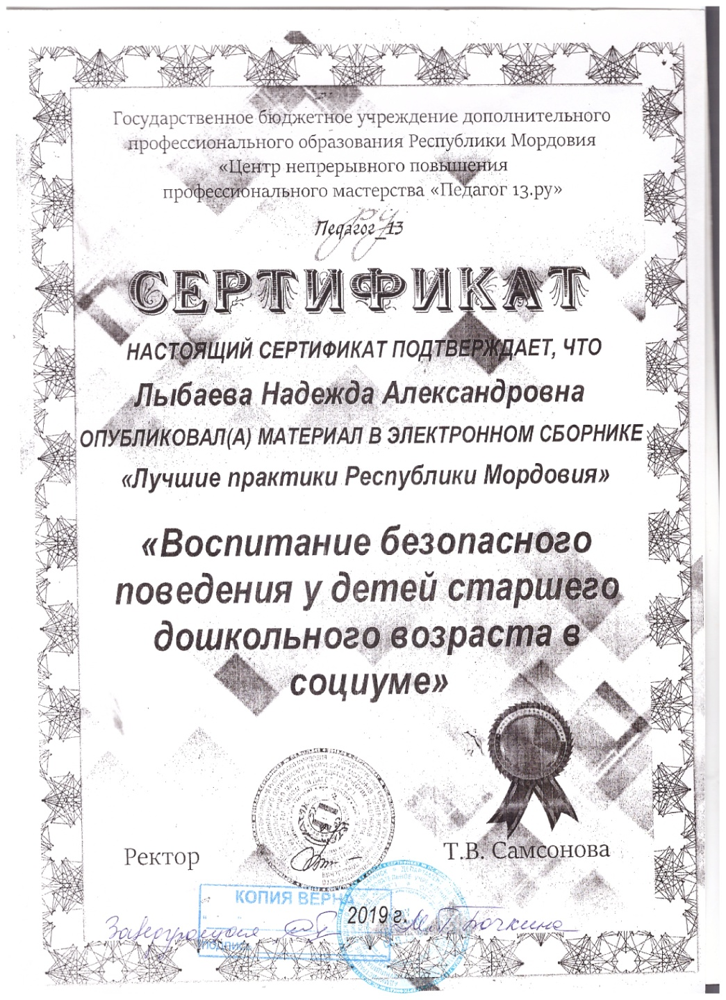 Государственное бюджетное учреждение дополнительного
профессионального образования Республики Мордовия
«Центр непрерывного повышения
профессионального мастерства «Педагог 13.ру»
Педагог_13
ру
СЕРТИФИКАТ
НАСТОЯЩИЙ СЕРТИФИКАТ ПОДТВЕРЖДАЕТ, ЧТО
Лыбаева Надежда Александровна
ОПУБЛИКОВАЛ(А) МАТЕРИАЛ В ЭЛЕКТРОННОМ СБОРНИКЕ
«Лучшие практики Республики Мордовия»
«Воспитание безопасного
поведения у детей старшего
дошкольного возраста в
социуме»
Ректор
Т.В. Самсонова
КОПИЯ ВЕРНА
2019 г.
Заведующая
Бочкина
подпись